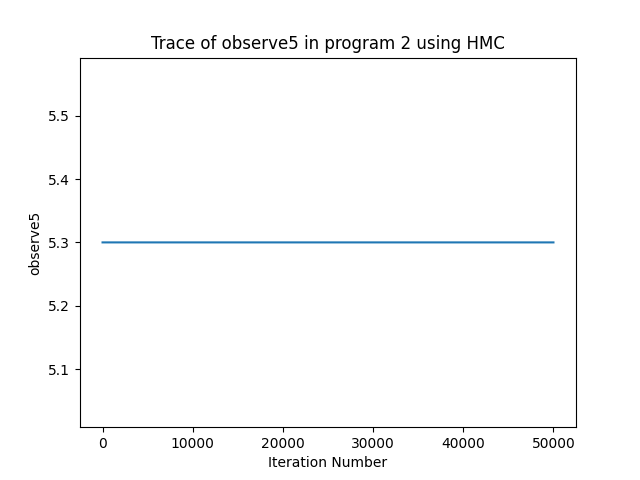 Trace of observe5 in program 2 using HMC
5.5
5.4
5.3
5.2
5.1
observe5
0 10000 20000 30000 40000 50000
Iteration Number